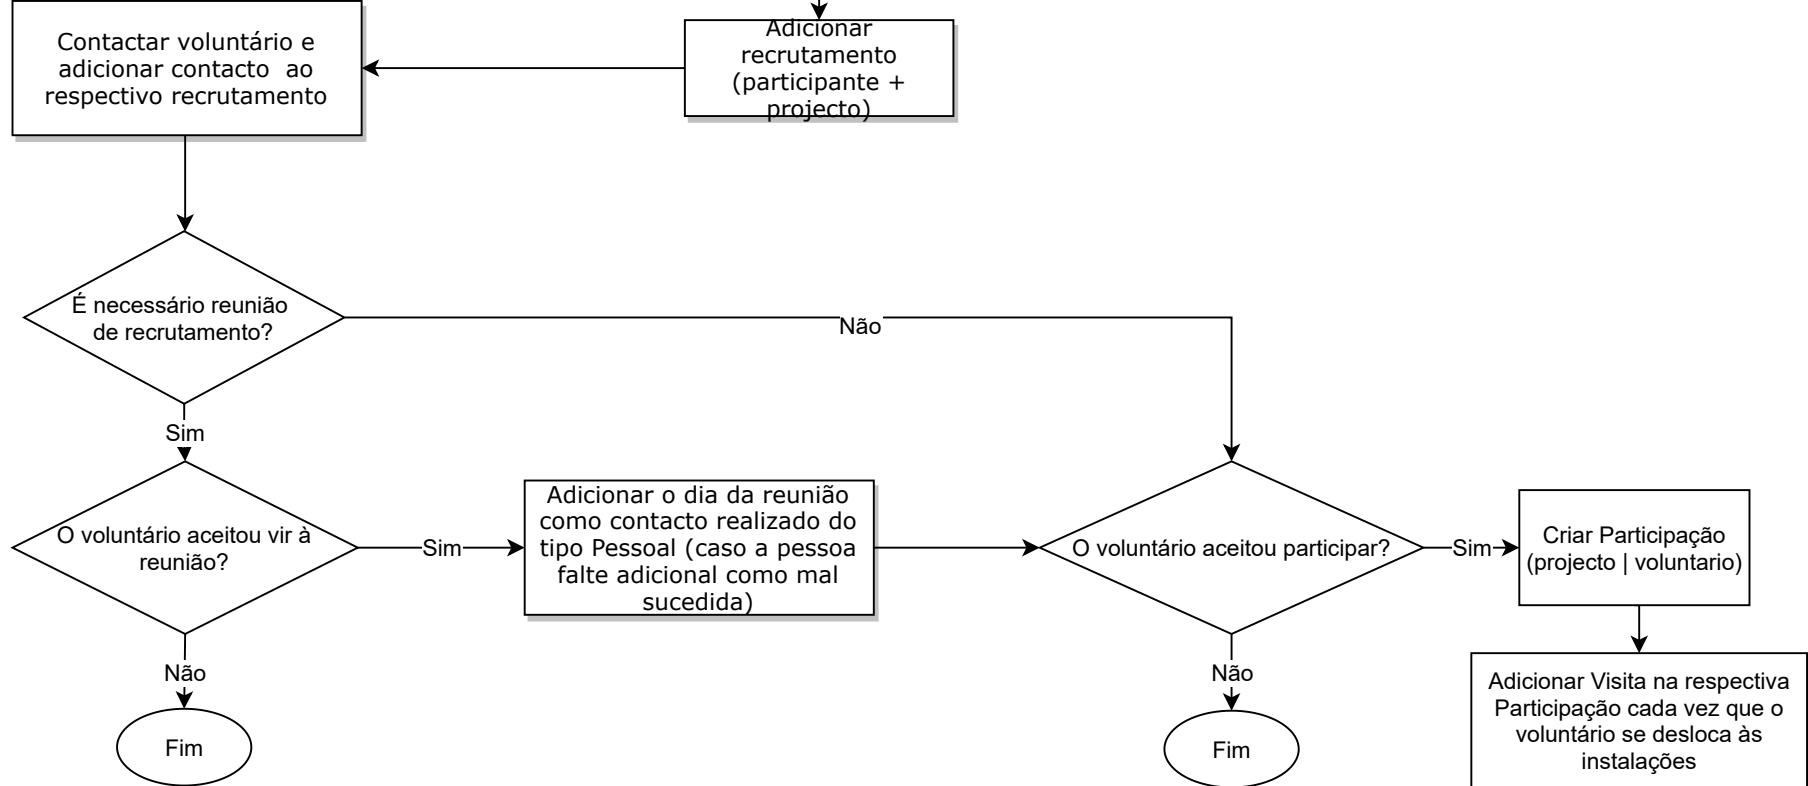 Adicionar
recrutamento
(participante +
projecto)
Contactar voluntário e
adicionar contacto  ao
respectivo recrutamento
É necessário reunião
de recrutamento?
Não
Sim
O voluntário aceitou vir à
reunião?
Sim
Adicionar o dia da reunião
como contacto realizado do
tipo Pessoal (caso a pessoa
falte adicional como mal
sucedida)
O voluntário aceitou participar?
Sim
Criar Participação
(projecto | voluntario)
Não
Fim
Não
Fim
Adicionar Visita na respectiva
Participação cada vez que o
voluntário se desloca às
instalações